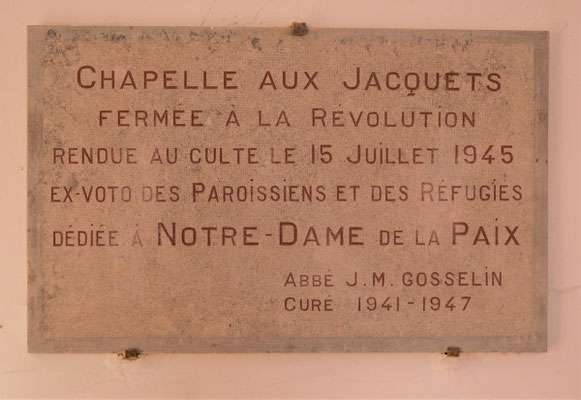 CHAPELLE AUX JACQUETS
FERMÉE À LA RÉVOLUTION
RENDUE AU CULTE LE 15 JUILLET 1945
EX-VOTO DES PAROISSIENS ET DES RÉFUGIÉS
DÉDIÉE À NOTRE-DAME DE LA PAIX
ABBÉ J.M. GOSSELIN
CURÉ 1941-1947